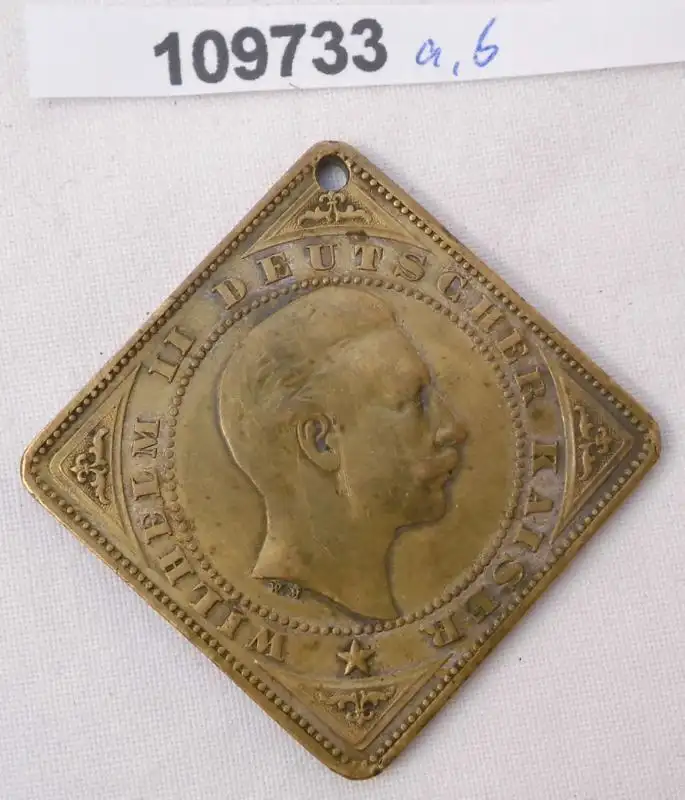 109733 a, b
WILHELM II DEUTSCHER KAISER